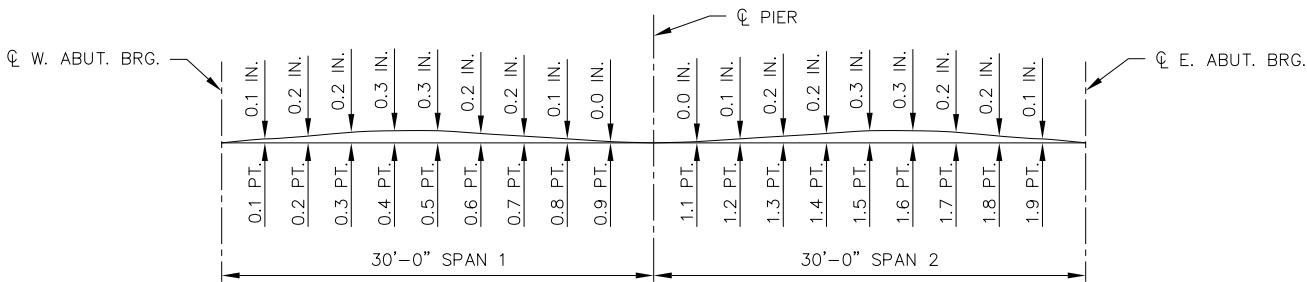 ℄ PIER
℄ W. ABUT. BRG.
℄ E. ABUT. BRG.
0.1 IN.
0.2 IN.
0.2 IN.
0.3 IN.
0.3 IN.
0.2 IN.
0.2 IN.
0.1 IN.
0.0 IN.
0.0 IN.
0.1 IN.
0.2 IN.
0.2 IN.
0.3 IN.
0.3 IN.
0.2 IN.
0.2 IN.
0.1 IN.
0.1 PT.
0.2 PT.
0.3 PT.
0.4 PT.
0.5 PT.
0.6 PT.
0.7 PT.
0.8 PT.
0.9 PT.
1.1 PT.
1.2 PT.
1.3 PT.
1.4 PT.
1.5 PT.
1.6 PT.
1.7 PT.
1.8 PT.
1.9 PT.
30'-0" SPAN 1
30'-0" SPAN 2